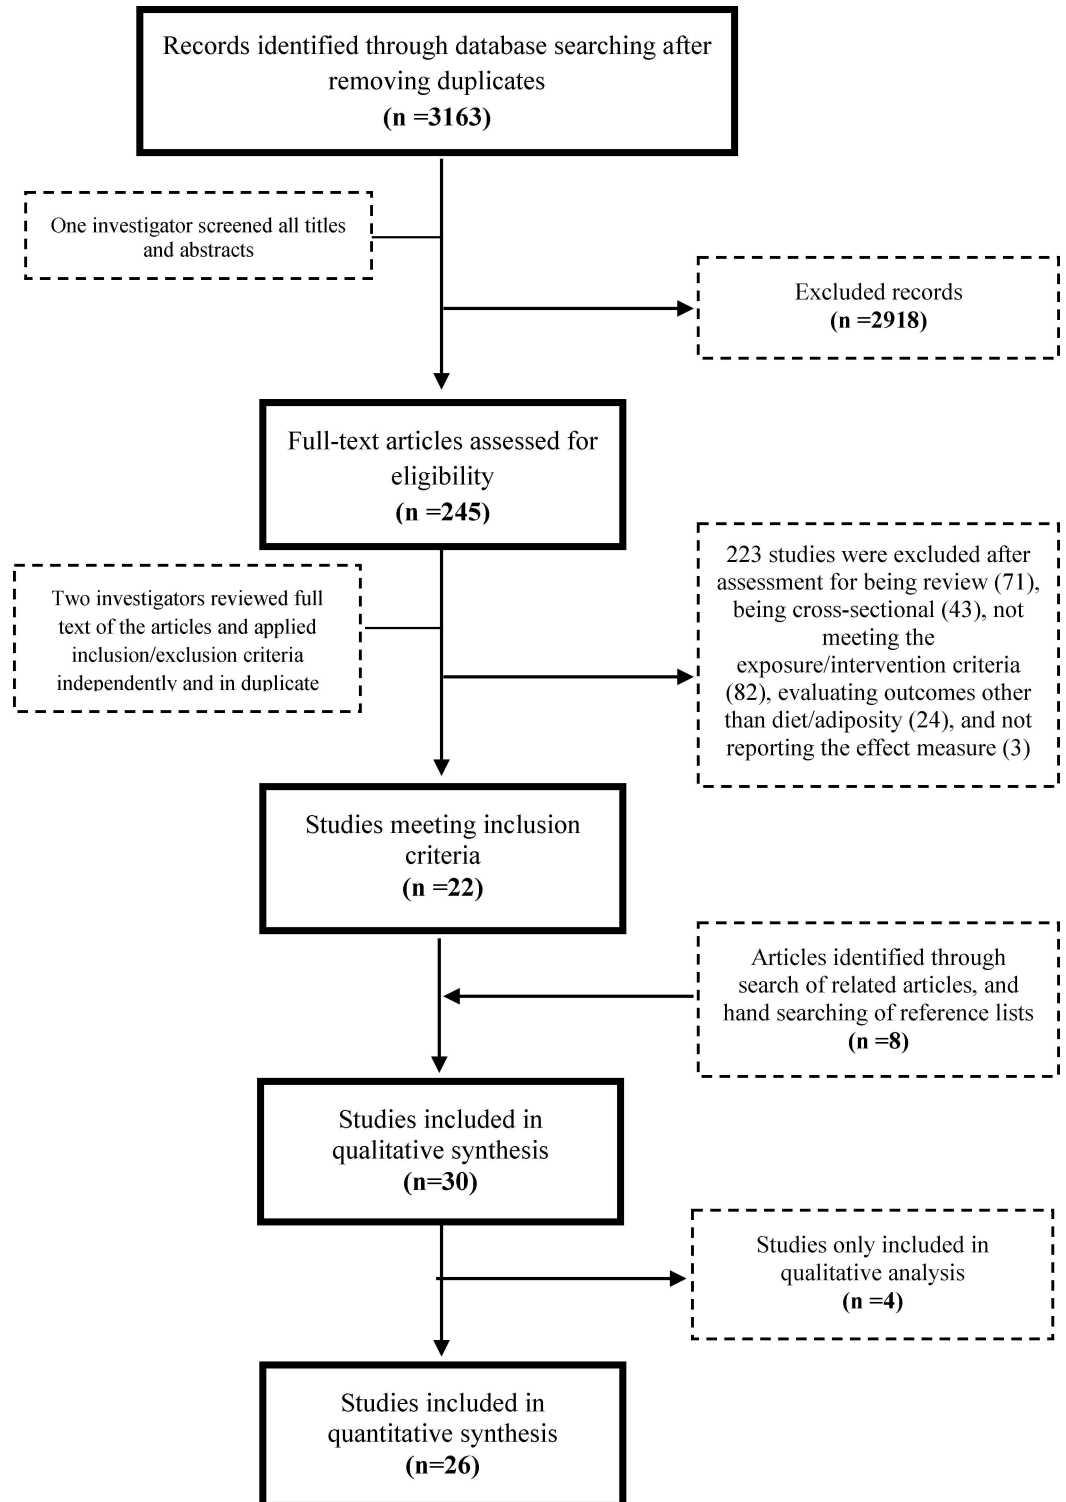 Records identified through database searching after
removing duplicates
(n =3163)
One investigator screened all titles
and abstracts
Excluded records
(n =2918)
Full-text articles assessed for
eligibility
(n =245)
Two investigators reviewed full
text of the articles and applied
inclusion/exclusion criteria
independently and in duplicate
223 studies were excluded after
assessment for being review (71),
being cross-sectional (43), not
meeting the
exposure/intervention criteria
(82), evaluating outcomes other
than diet/adiposity (24), and not
reporting the effect measure (3)
Studies meeting inclusion
criteria
(n =22)
Articles identified through
search of related articles, and
hand searching of reference lists
(n =8)
Studies included in
qualitative synthesis
(n=30)
Studies only included in
qualitative analysis
(n =4)
Studies included in
quantitative synthesis
(n=26)